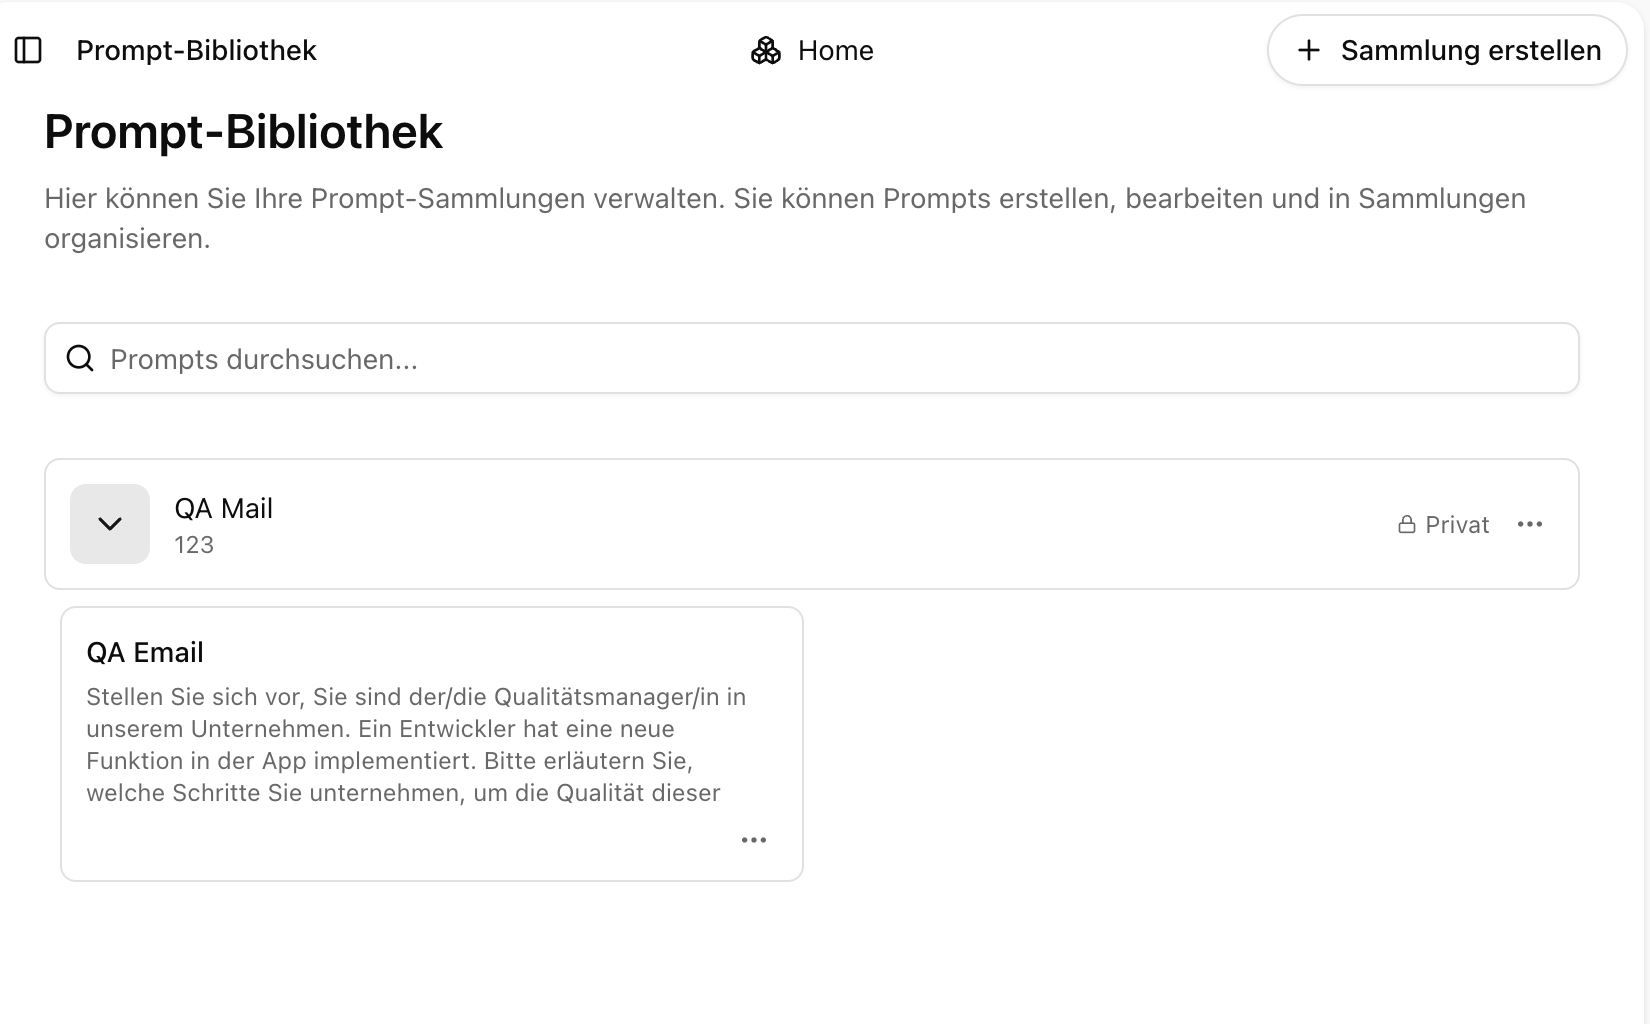 Prompt-Bibliothek
Home
+ Sammlung erstellen
Prompt-Bibliothek
Hier können Sie Ihre Prompt-Sammlungen verwalten. Sie können Prompts erstellen, bearbeiten und in Sammlungen
organisieren.
Prompts durchsuchen...
QA Mail
123
Privat
QA Email
Stellen Sie sich vor, Sie sind der/die Qualitätsmanager/in in
unserem Unternehmen. Ein Entwickler hat eine neue
Funktion in der App implementiert. Bitte erläutern Sie,
welche Schritte Sie unternehmen, um die Qualität dieser